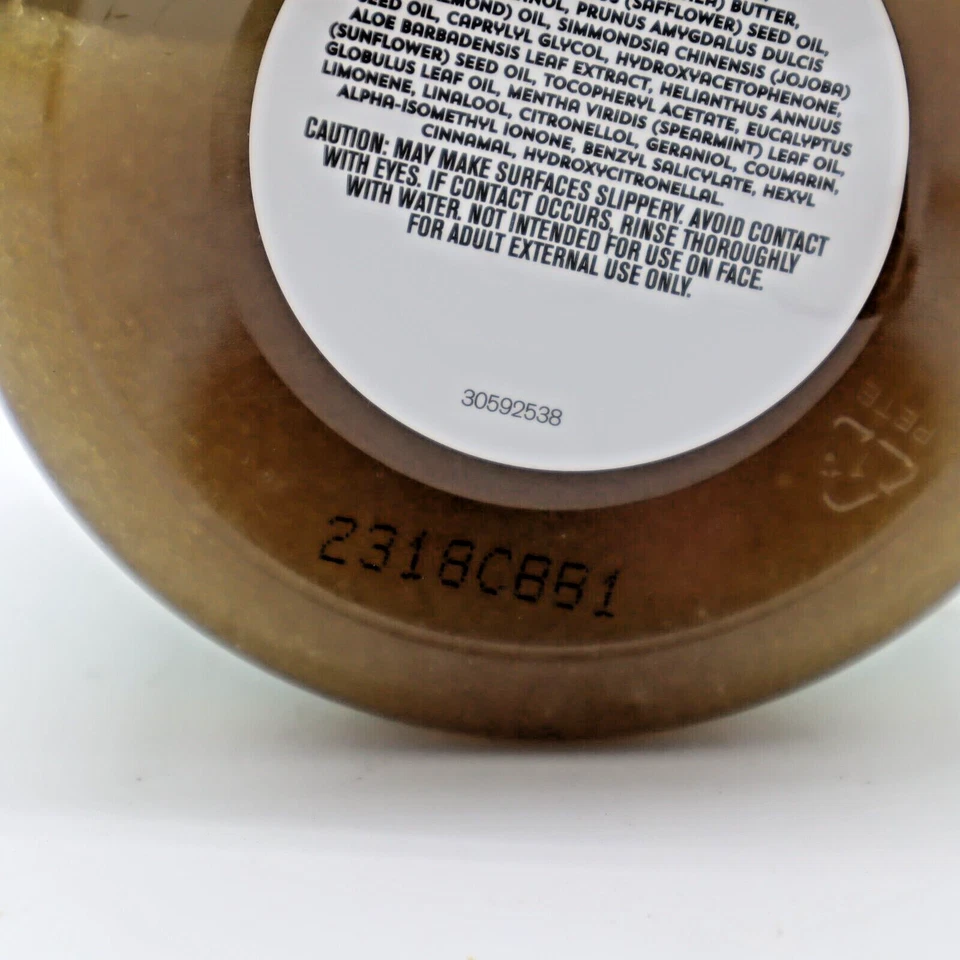 (SAFFLOWER) SEED OIL,
BUTTER,
OIL, PRUNUS AMYGDALUS DULCIS
SEED OIL, SIMMONDSIA CHINENSIS (JOJOBA)
CAPRYLYL GLYCOL, HYDROXYACETOPHENONE,
ALOE BARBADENSIS LEAF EXTRACT, HELIANTHUS ANNUUS
(SUNFLOWER) SEED OIL, TOCOPHERYL ACETATE, EUCALYPTUS
GLOBULUS LEAF OIL, MENTHA VIRIDIS (SPEARMINT) LEAF OIL,
LIMONENE, LINALOOL, CITRONELLOL, GERANIOL, COUMARIN,
ALPHA-ISOMETHYL IONONE, BENZYL SALICYLATE, HEXYL
CINNAMAL, HYDROXYCITRONELLAL.
CAUTION: MAY MAKE SURFACES SLIPPERY. AVOID CONTACT
WITH EYES. IF CONTACT OCCURS, RINSE THOROUGHLY
WITH WATER. NOT INTENDED FOR USE ON FACE.
FOR ADULT EXTERNAL USE ONLY.
30592538
PETE
2318CBB1